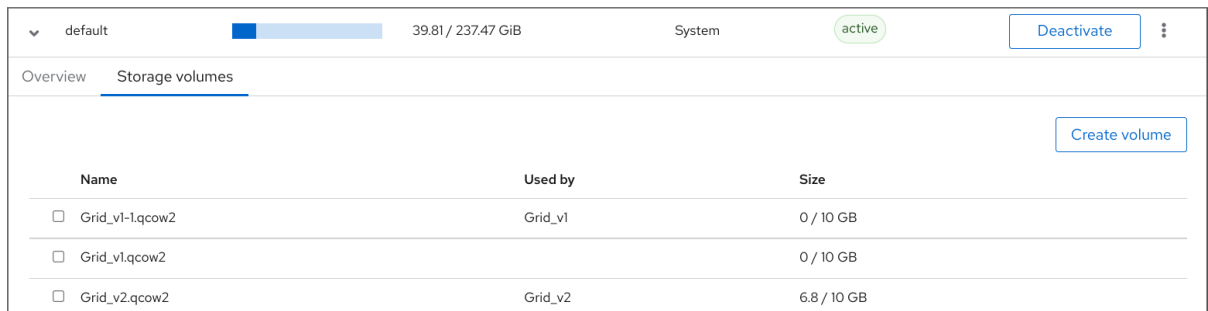 default 39.81 / 237.47 GiB System active Deactivate
Overview Storage volumes
Create volume
Name Used by Size
Grid_v1-1.qcow2 Grid_v1 0 / 10 GB
Grid_v1.qcow2 0 / 10 GB
Grid_v2.qcow2 Grid_v2 6.8 / 10 GB